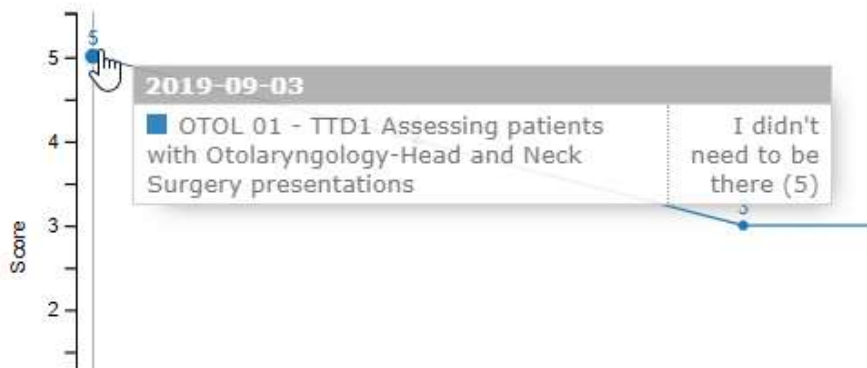 5
5
2019-09-03
OTOL 01 - TTD1 Assessing patients
with Otolaryngology-Head and Neck
Surgery presentations
I didn't
need to be
there (5)
4
3
3
Score
2